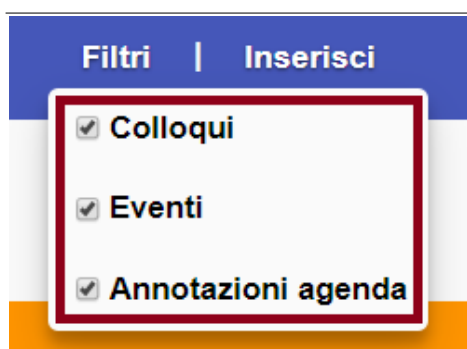 Filtri | Inserisci
Colloqui
Eventi
Annotazioni agenda